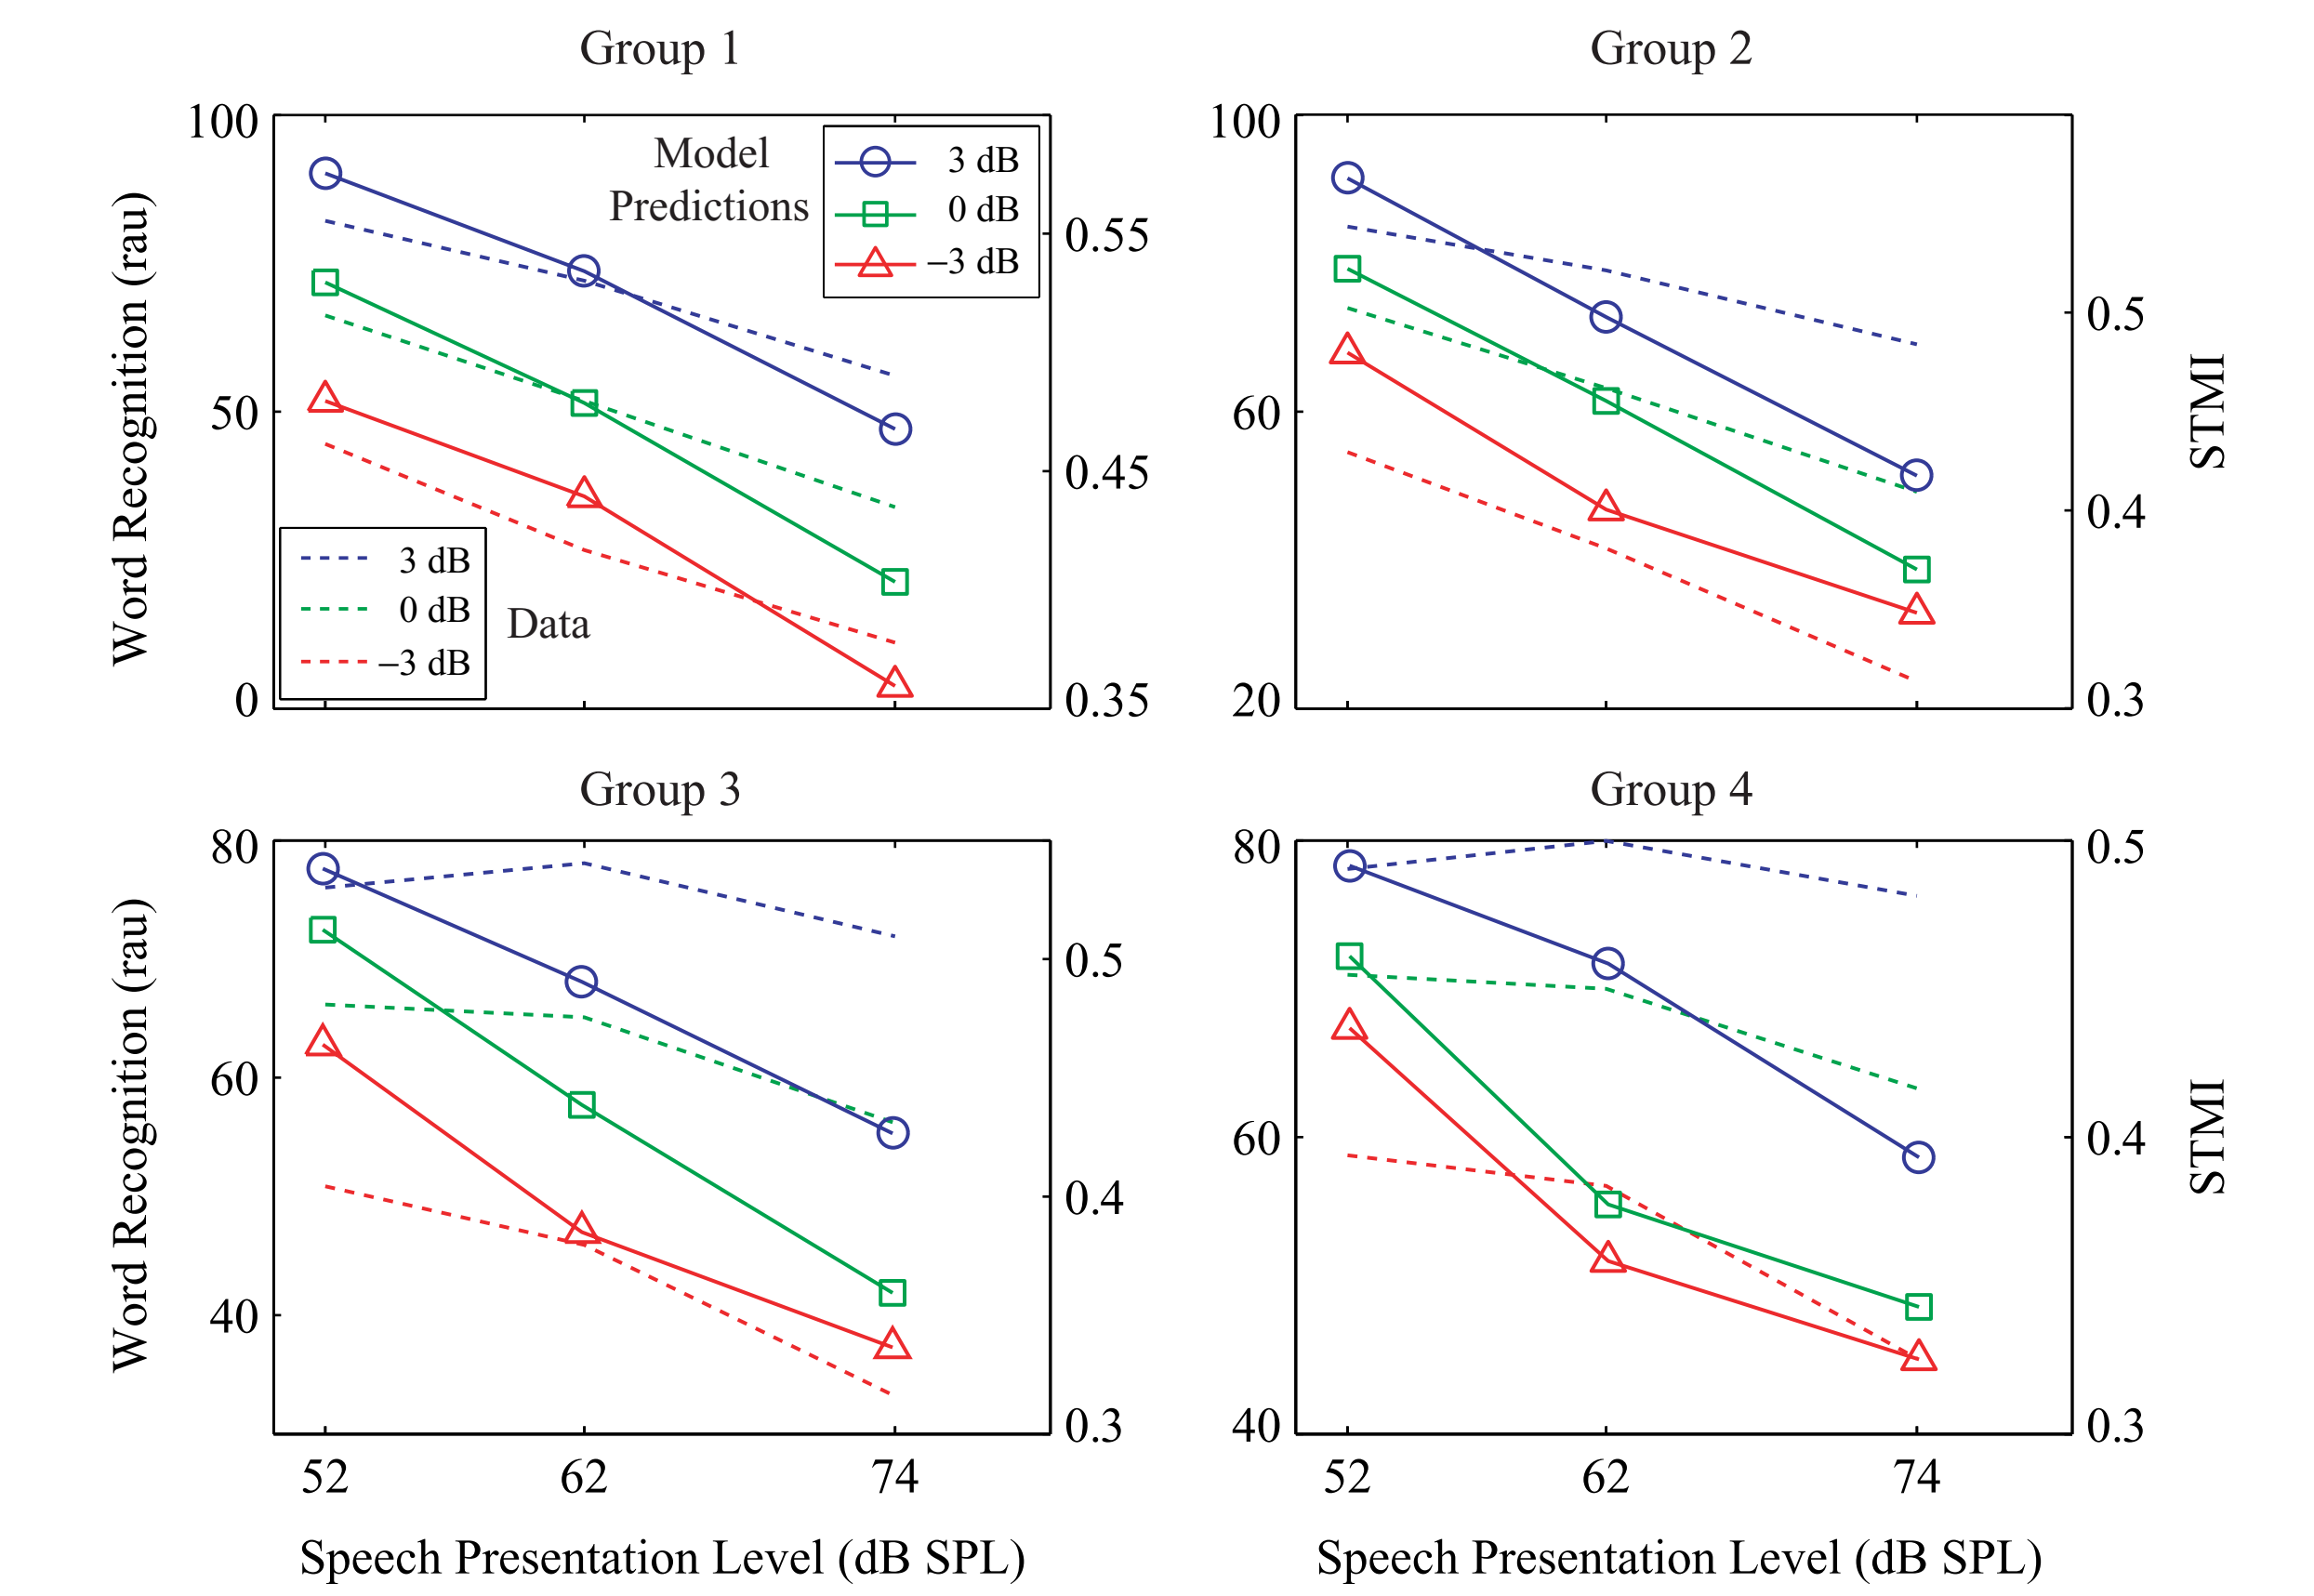 Group 1
Group 2
100
50
0
Word Recognition (rau)
Model
Predictions
3 dB
0 dB
−3 dB
3 dB
0 dB
−3 dB
Data
0.55
0.45
0.35
100
60
20
0.5
0.4
0.3
STMI
Group 3
Group 4
80
60
40
Word Recognition (rau)
0.5
0.4
0.3
80
60
40
0.5
0.4
0.3
STMI
52 62 74
52 62 74
Speech Presentation Level (dB SPL)
Speech Presentation Level (dB SPL)